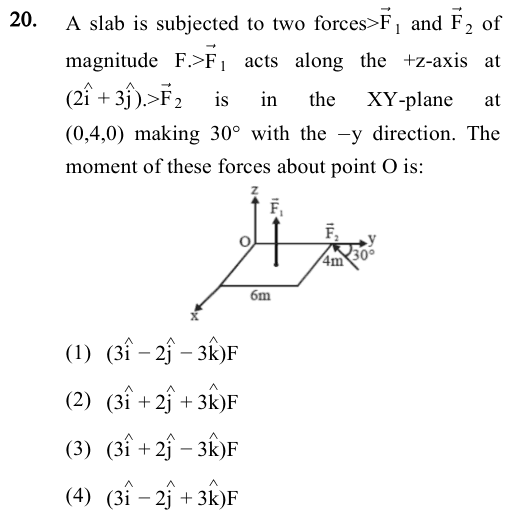 20. A slab is subjected to two forces>F⃗₁ and F⃗₂ of
magnitude F.>F⃗₁ acts along the +z-axis at
(2î + 3ĵ).>F⃗₂ is in the XY-plane at
(0,4,0) making 30° with the −y direction. The
moment of these forces about point O is:
z
F⃗₁
O
F⃗₂
y
4m
30°
6m
x
(1) (3î − 2ĵ − 3k̂)F
(2) (3î + 2ĵ + 3k̂)F
(3) (3î + 2ĵ − 3k̂)F
(4) (3î − 2ĵ + 3k̂)F